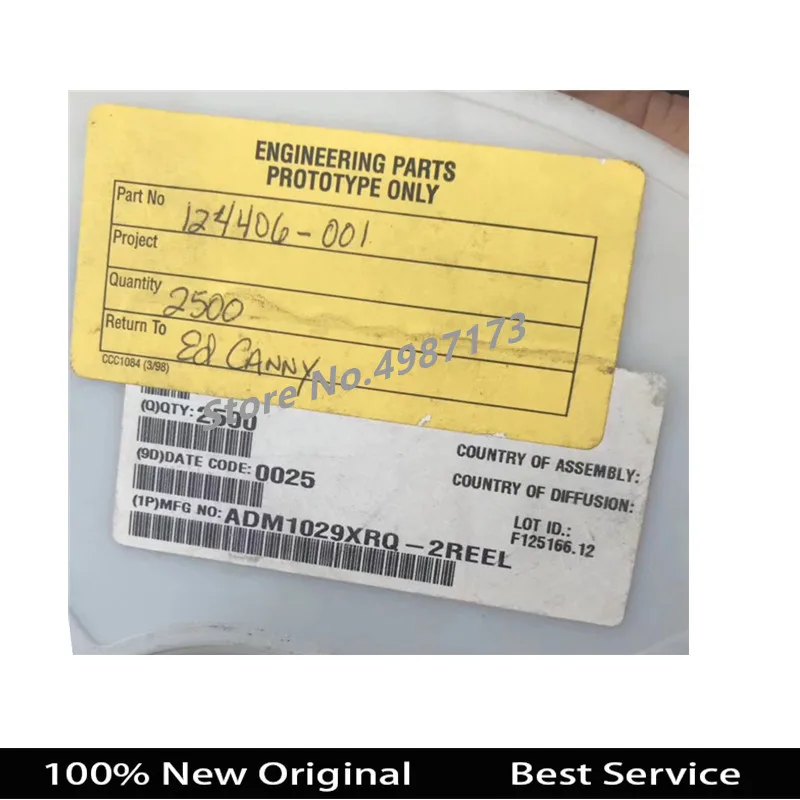 ENGINEERING PARTS
PROTOTYPE ONLY
Part No 124406-001
Project
Quantity 2500
Return To Ed CANNY
CCC1084 (3/98)
Store No.4987173
(Q)QTY: 2500
(9D)DATE CODE: 0025
(1P)MFG NO: ADM1029XRQ-2REEL
COUNTRY OF ASSEMBLY:
COUNTRY OF DIFFUSION:
LOT ID.:
F125166.12
100% New Original Best Service